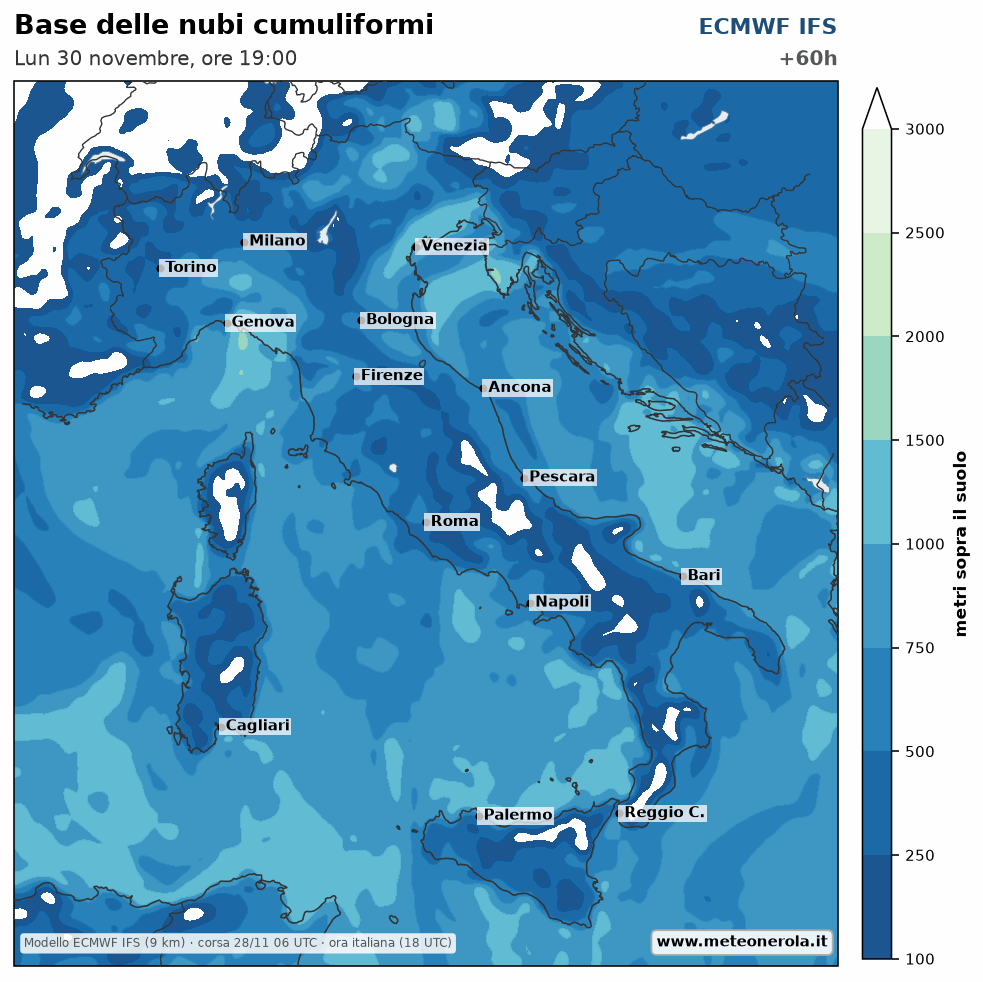 Base delle nubi cumuliformi
ECMWF IFS
Lun 30 novembre, ore 19:00
+60h
Milano
Venezia
Torino
Genova
Bologna
Firenze
Ancona
Pescara
Roma
Bari
Napoli
Cagliari
Palermo
Reggio C.
3000
2500
2000
1500
1000
750
500
250
100
metri sopra il suolo
Modello ECMWF IFS (9 km) · corsa 28/11 06 UTC · ora italiana (18 UTC)
www.meteonerola.it